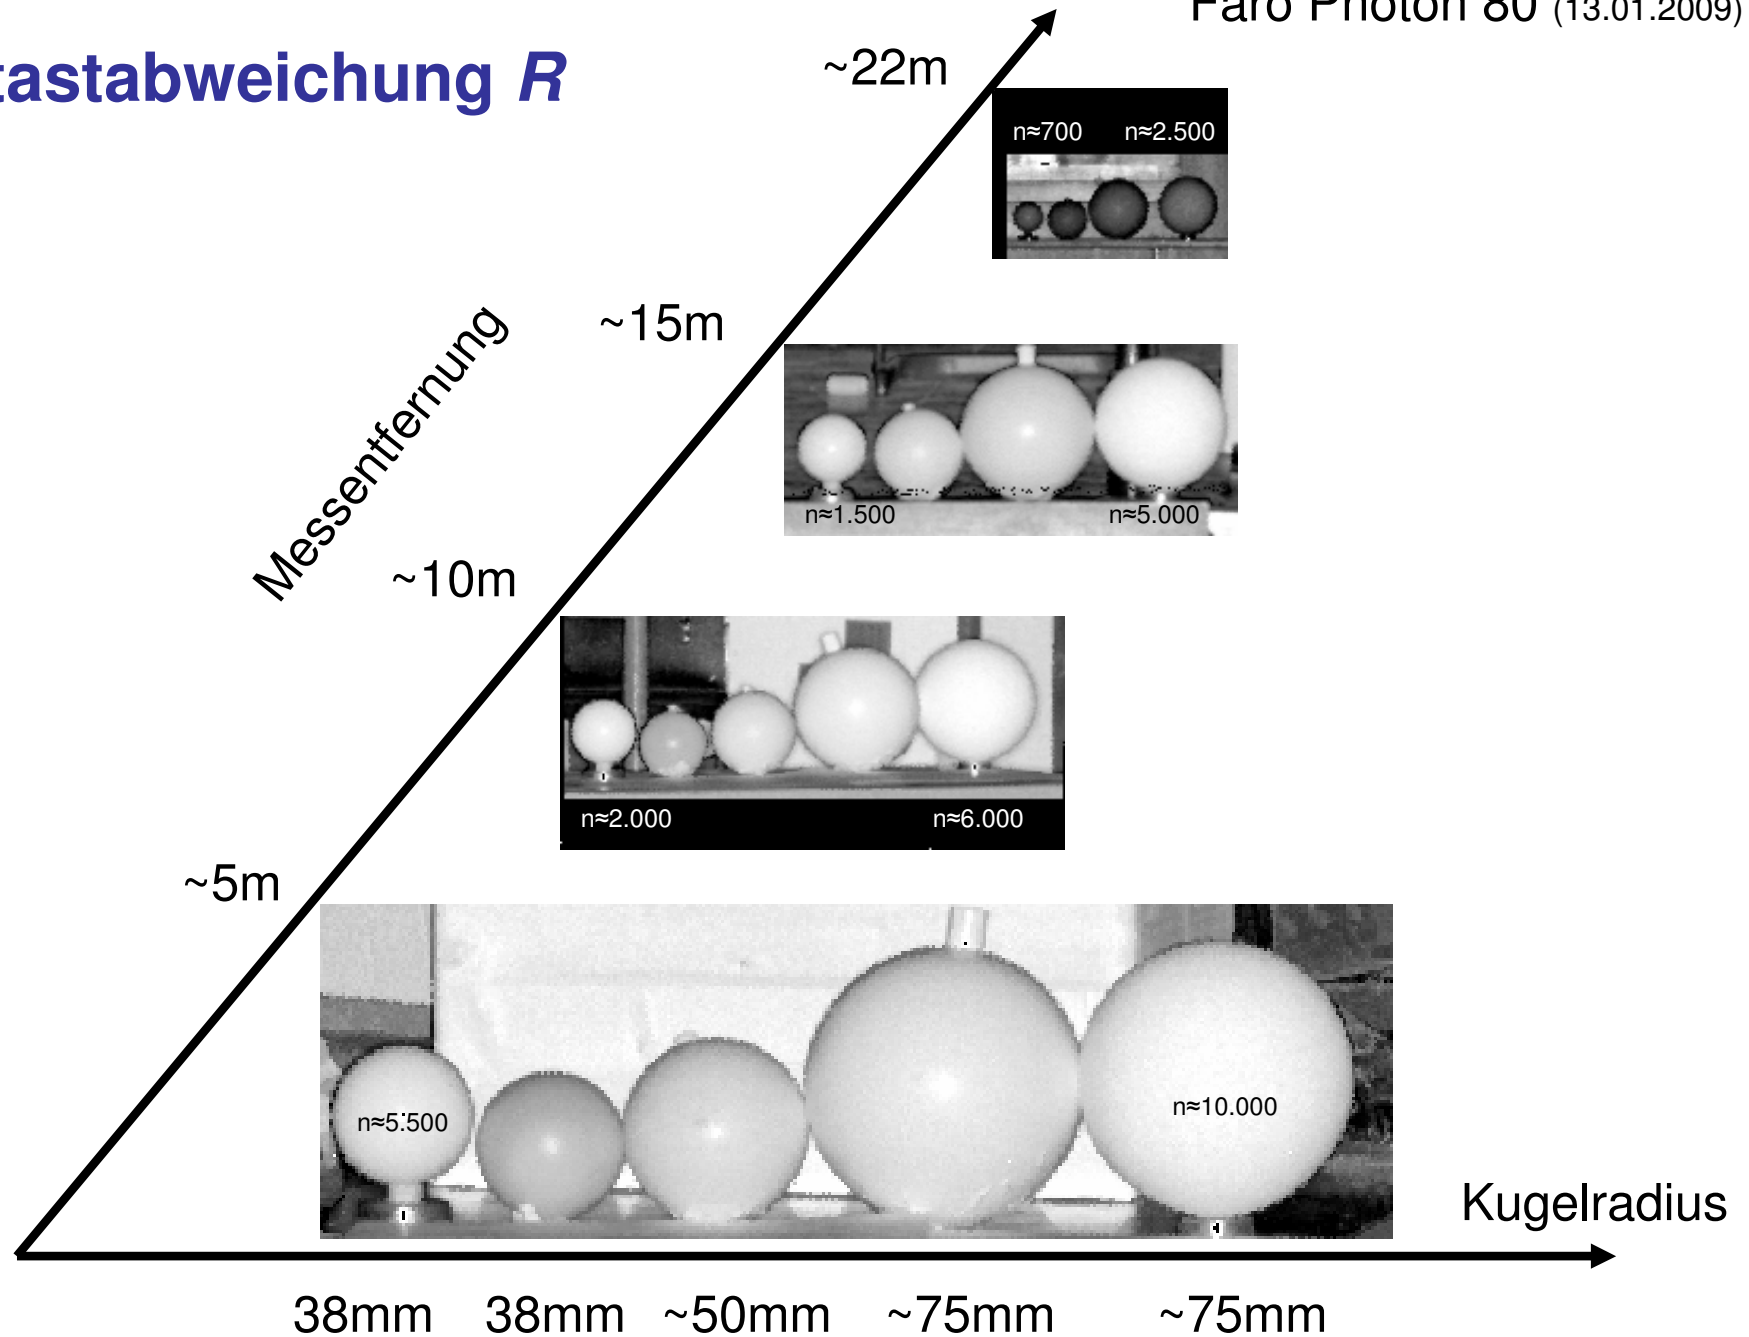 Faro Photon 80 (13.01.2009)
tastabweichung R
~22m
n≈700 n≈2.500
~15m
Messentfernung
n≈1.500 n≈5.000
~10m
n≈2.000 n≈6.000
~5m
n≈5.500 n≈10.000
Kugelradius
38mm 38mm ~50mm ~75mm ~75mm